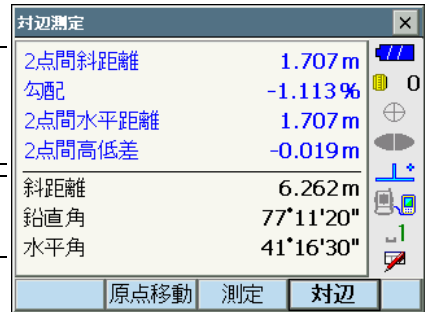 対辺測定
2点間斜距離 1.707m
勾配 -1.113%
2点間水平距離 1.707m
2点間高低差 -0.019m
斜距離 6.262m
鉛直角 77°11'20"
水平角 41°16'30"
0
1
原点移動 測定 対辺